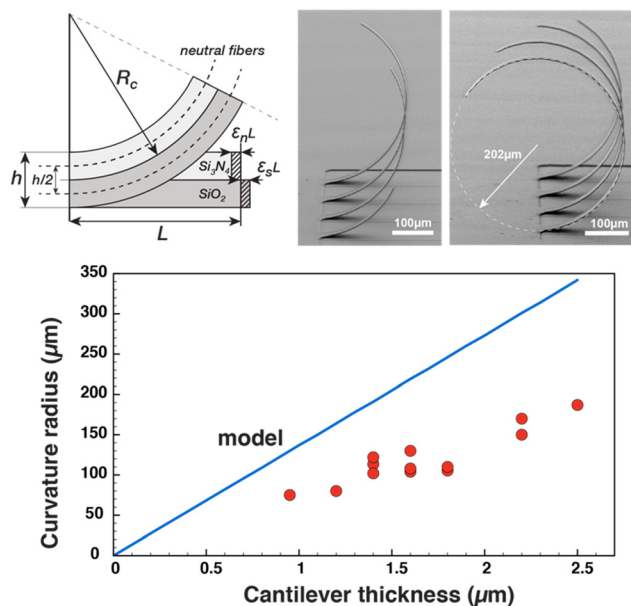 neutral fibers
R_c
ε_nL
h
h/2
Si₃N₄
ε_sL
SiO₂
L
100µm
202µm
100µm
350
300
250
200
150
100
50
0
Curvature radius (µm)
model
0
0.5
1
1.5
2
2.5
Cantilever thickness (µm)